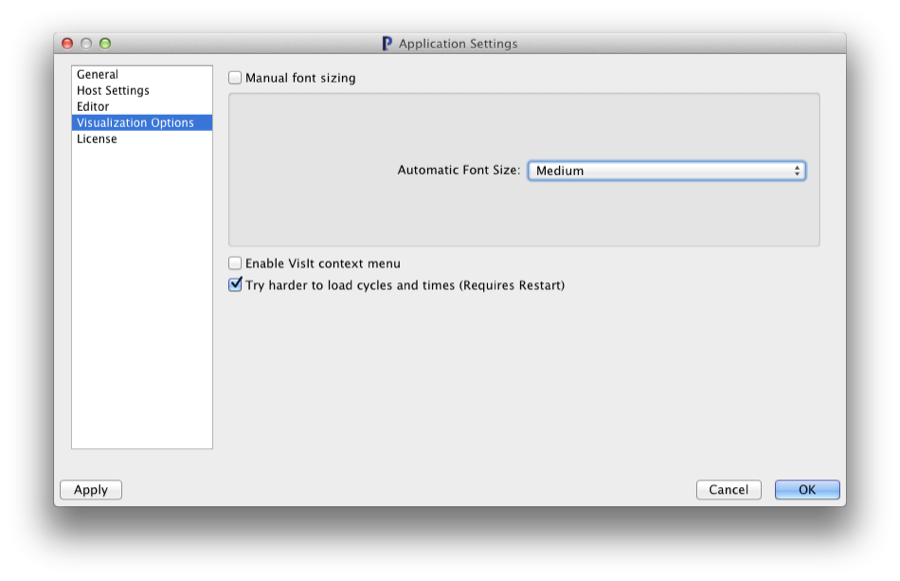 Application Settings
General
Host Settings
Editor
Visualization Options
License
Manual font sizing
Automatic Font Size: Medium
Enable VisIt context menu
Try harder to load cycles and times (Requires Restart)
Apply Cancel OK